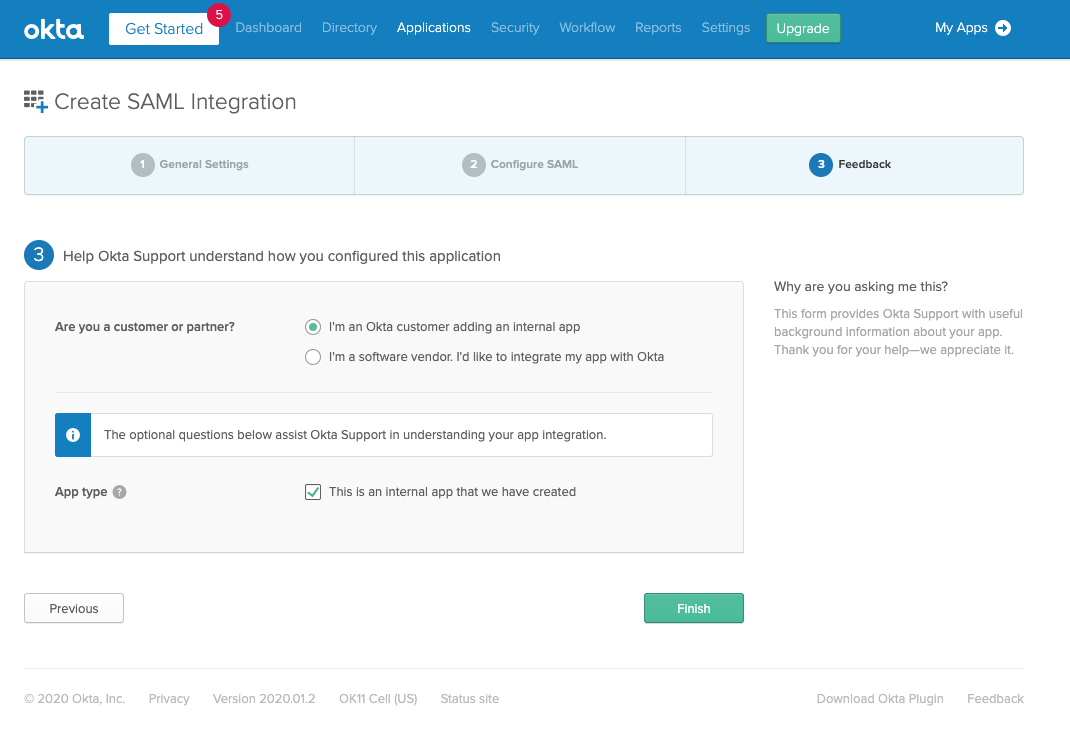 okta
Get Started
5
Dashboard
Directory
Applications
Security
Workflow
Reports
Settings
Upgrade
My Apps
Create SAML Integration
1 General Settings
2 Configure SAML
3 Feedback
3 Help Okta Support understand how you configured this application
Are you a customer or partner?
I'm an Okta customer adding an internal app
I'm a software vendor. I'd like to integrate my app with Okta
The optional questions below assist Okta Support in understanding your app integration.
App type ?
This is an internal app that we have created
Why are you asking me this?
This form provides Okta Support with useful
background information about your app.
Thank you for your help—we appreciate it.
Previous
Finish
© 2020 Okta, Inc.
Privacy
Version 2020.01.2
OK11 Cell (US)
Status site
Download Okta Plugin
Feedback